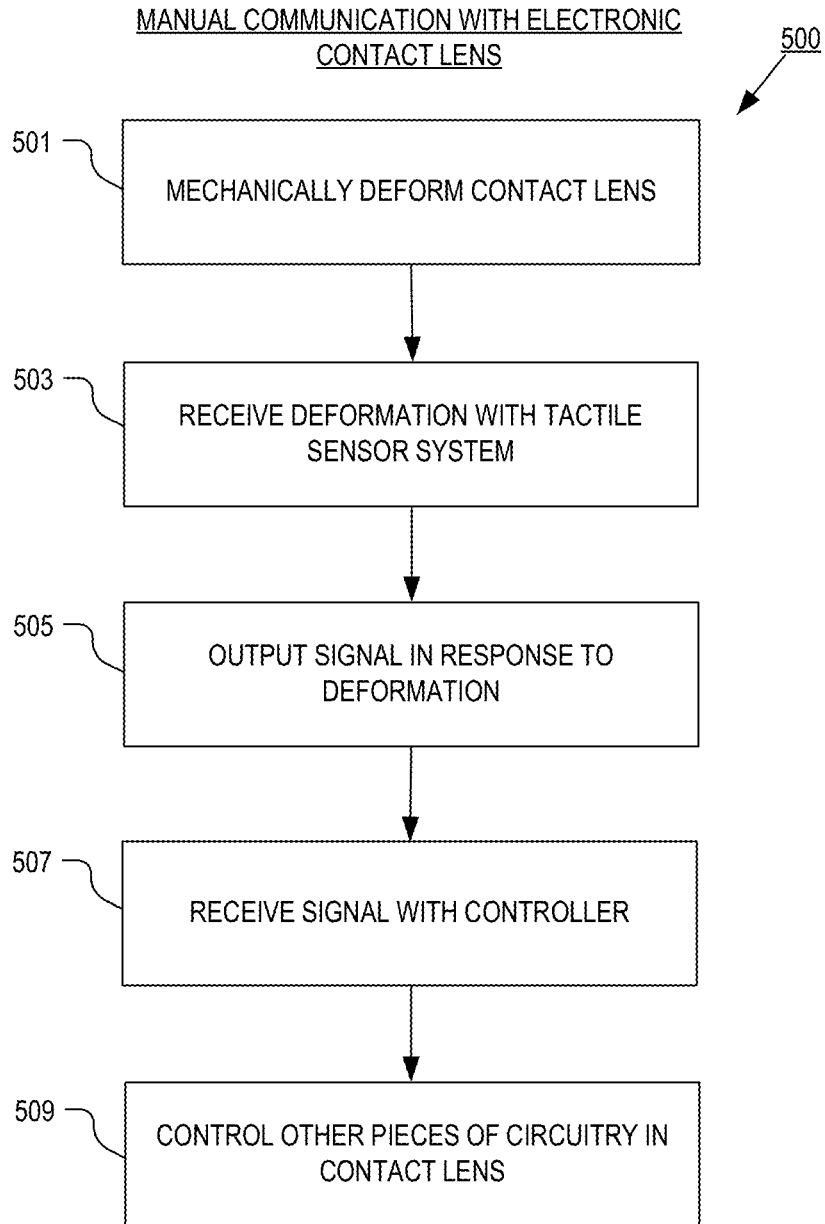 MANUAL COMMUNICATION WITH ELECTRONIC
CONTACT LENS
500
501
MECHANICALLY DEFORM CONTACT LENS
503
RECEIVE DEFORMATION WITH TACTILE
SENSOR SYSTEM
505
OUTPUT SIGNAL IN RESPONSE TO
DEFORMATION
507
RECEIVE SIGNAL WITH CONTROLLER
509
CONTROL OTHER PIECES OF CIRCUITRY IN
CONTACT LENS